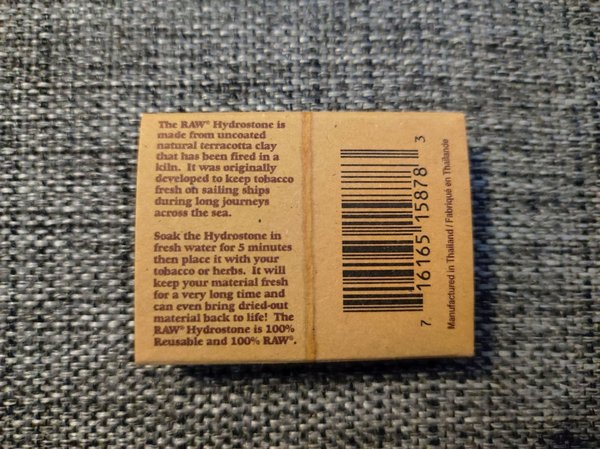 The RAW® Hydrostone is
made from uncoated
natural terracotta clay
that has been fired in a
kiln. It was originally
developed to keep tobacco
fresh on sailing ships
during long journeys
across the sea.
Soak the Hydrostone in
fresh water for 5 minutes
then place it with your
tobacco or herbs. It will
keep your material fresh
for a very long time and
can even bring dried-out
material back to life! The
RAW® Hydrostone is 100%
Reusable and 100% RAW®.
7 16165 15878 3
Manufactured in Thailand / Fabriqué en Thaïlande